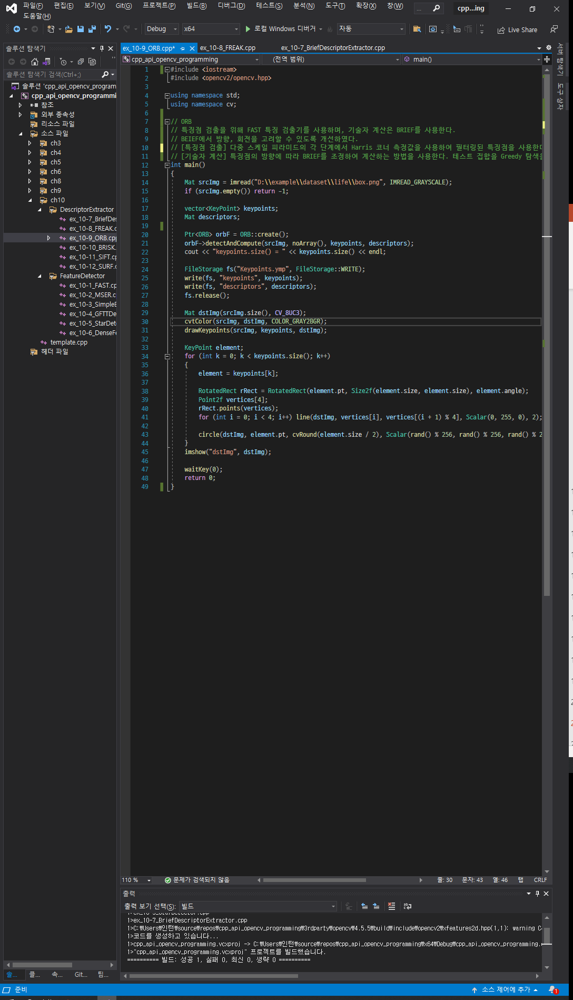 파일(F) 편집(E) 보기(V) Git(G) 프로젝트(P) 빌드(B) 디버그(D) 테스트(S) 분석(N) 도구(T) 확장(X) 창(W) ... cpp...ing
도움말(H)
Debug x64 로컬 Windows 디버거 자동 Live Share
솔루션 탐색기
솔루션 탐색기 검색(Ctrl+;)
솔루션 'cpp_api_opencv_program
cpp_api_opencv_programmi
참조
외부 종속성
리소스 파일
소스 파일
ch3
ch4
ch5
ch6
ch8
ch9
ch10
DescriptorExtractor
ex_10-7_BriefDes
ex_10-8_FREAK.c
ex_10-9_ORB.cpp
ex_10-10_BRISK.
ex_10-11_SIFT.cp
ex_10-12_SURF.c
FeatureDetector
ex_10-1_FAST.cp
ex_10-2_MSER.c
ex_10-3_SimpleB
ex_10-4_GFTTDe
ex_10-5_StarDet
ex_10-6_DenseFe
template.cpp
헤더 파일
솔... 클... 속... Git... 팀...
ex_10-9_ORB.cpp* ex_10-8_FREAK.cpp ex_10-7_BriefDescriptorExtractor.cpp
cpp_api_opencv_programming (전역 범위) main()
1 #include <iostream>
2 #include <opencv2/opencv.hpp>
3
4 using namespace std;
5 using namespace cv;
6
7 // ORB
8 // 특징점 검출을 위해 FAST 특징 검출기를 사용하며, 기술자 계산은 BRIEF를 사용한다.
9 // BEIEF에서 방향, 회전을 고려할 수 있도록 개선하였다.
10 // [특징점 검출] 다중 스케일 피라미드의 각 단계에서 Harris 코너 측정값을 사용하여 필터링된 특징점을 사용한다
11 // [기술자 계산] 특징점의 방향에 따라 BRIEF를 조정하여 계산하는 방법을 사용한다. 테스트 집합을 Greedy 탐색을
12 int main()
13 {
14 Mat srcImg = imread("D:\\example\\dataset\\life\\box.png", IMREAD_GRAYSCALE);
15 if (srcImg.empty()) return -1;
16
17 vector<KeyPoint> keypoints;
18 Mat descriptors;
19
20 Ptr<ORB> orbF = ORB::create();
21 orbF->detectAndCompute(srcImg, noArray(), keypoints, descriptors);
22 cout << "keypoints.size() = " << keypoints.size() << endl;
23
24 FileStorage fs("Keypoints.ymp", FileStorage::WRITE);
25 write(fs, "keypoints", keypoints);
26 write(fs, "descriptors", descriptors);
27 fs.release();
28
29 Mat dstImg(srcImg.size(), CV_8UC3);
30 cvtColor(srcImg, dstImg, COLOR_GRAY2BGR);
31 drawKeypoints(srcImg, keypoints, dstImg);
32
33 KeyPoint element;
34 for (int k = 0; k < keypoints.size(); k++)
35 {
36 element = keypoints[k];
37
38 RotatedRect rRect = RotatedRect(element.pt, Size2f(element.size, element.size), element.angle);
39 Point2f vertices[4];
40 rRect.points(vertices);
41 for (int i = 0; i < 4; i++) line(dstImg, vertices[i], vertices[(i + 1) % 4], Scalar(0, 255, 0), 2);
42
43 circle(dstImg, element.pt, cvRound(element.size / 2), Scalar(rand() % 256, rand() % 256, rand() % 2
44 }
45 imshow("dstImg", dstImg);
46
47 waitKey(0);
48 return 0;
49 }
서버 탐색기
도구 상자
110 % 문제가 검색되지 않음 줄: 30 문자: 43 열: 46 탭 CRLF
출력
출력 보기 선택(S): 빌드
1>ex_10-7_BriefDescriptorExtractor.cpp
1>C:₩Users₩인턴₩source₩repos₩cpp_api_opencv_programming₩3rdparty₩opencv₩4.5.5₩build₩include₩opencv2₩xfeatures2d.hpp(1,1): warning C
1>코드를 생성하고 있습니다...
1>cpp_api_opencv_programming.vcxproj -> C:₩Users₩인턴₩source₩repos₩cpp_api_opencv_programming₩x64₩Debug₩cpp_api_opencv_programming.
1>"cpp_api_opencv_programming.vcxproj" 프로젝트를 빌드했습니다.
========== 빌드: 성공 1, 실패 0, 최신 0, 생략 0 ==========
준비 소스 제어에 추가 1